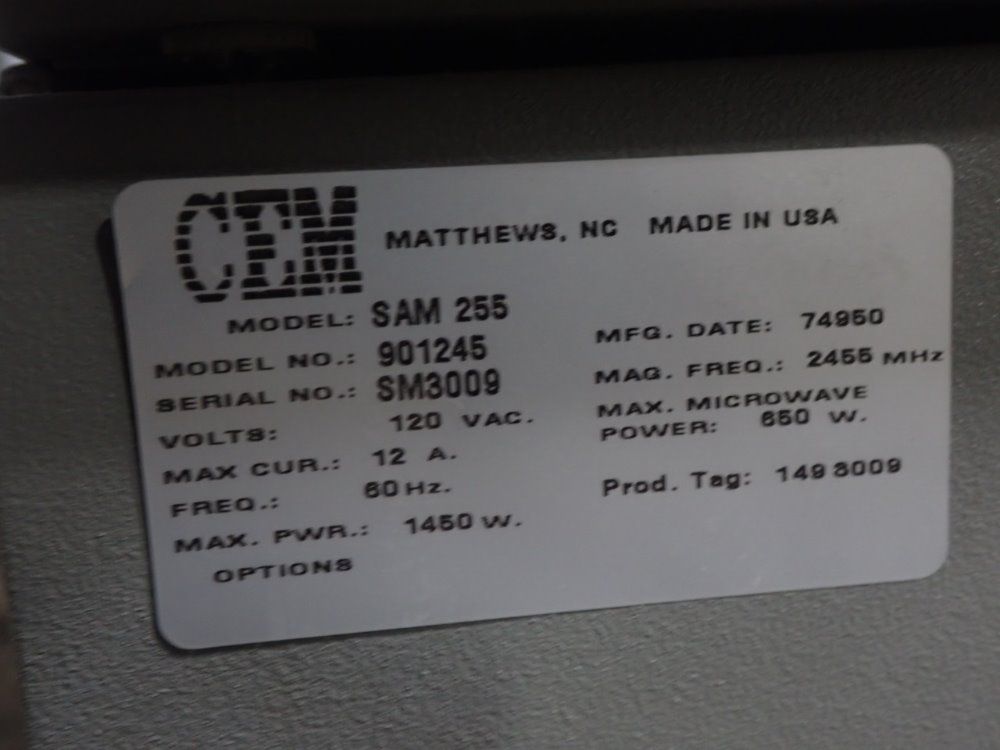 CEM MATTHEWS, NC MADE IN USA
MODEL: SAM 255
MODEL NO.: 901245
SERIAL NO.: SM3009
VOLTS: 120 VAC.
MAX CUR.: 12 A.
FREQ.: 60 Hz.
MAX. PWR.: 1450 W.
OPTIONS
MFG. DATE: 74950
MAG. FREQ.: 2455 MHz
MAX. MICROWAVE
POWER: 650 W.
Prod. Tag: 1493009